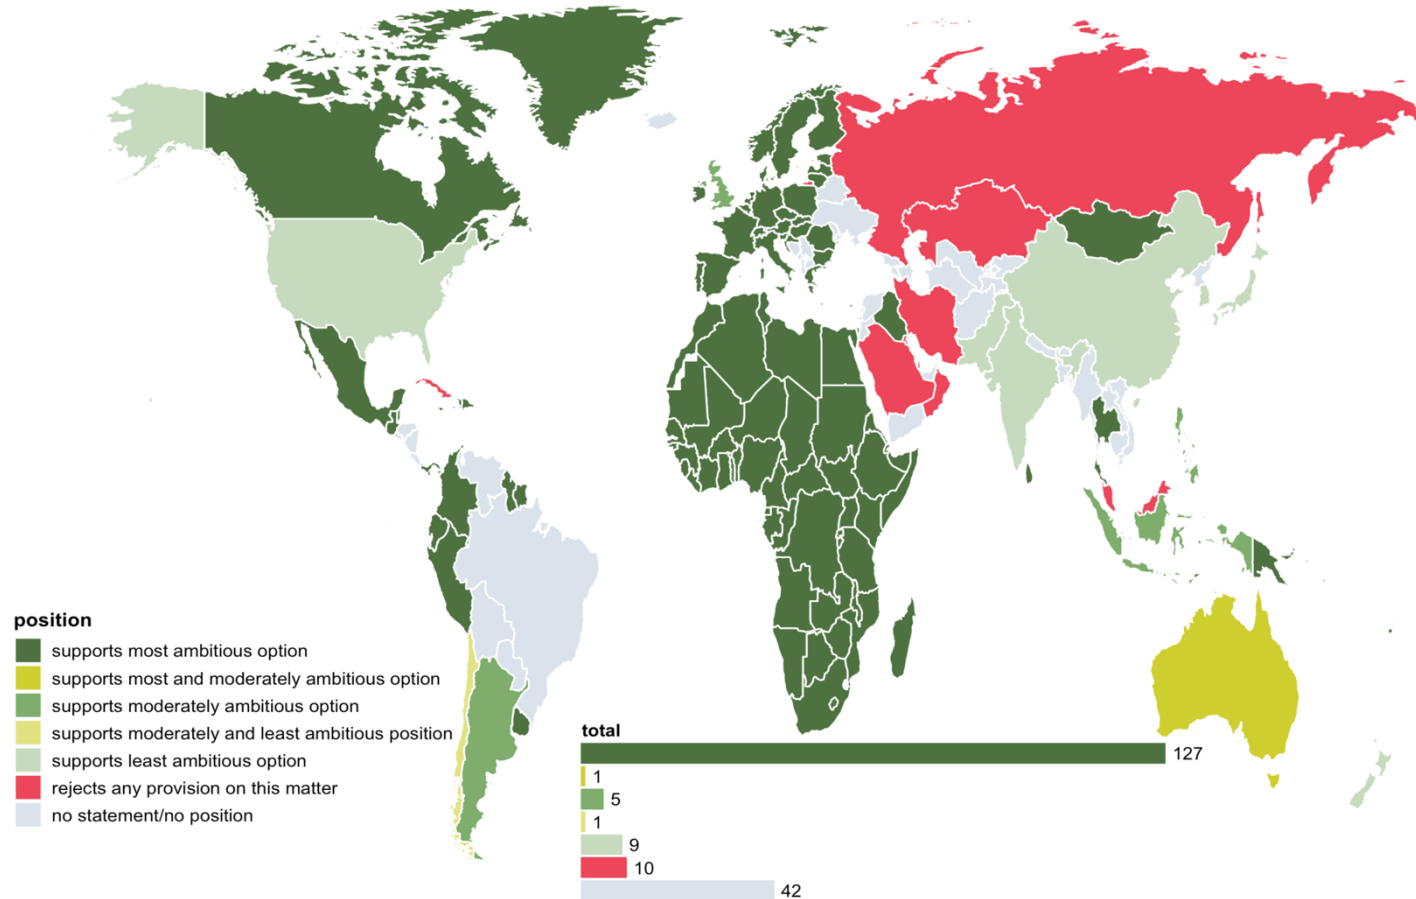 position
supports most ambitious option
supports most and moderately ambitious option
supports moderately ambitious option
supports moderately and least ambitious position
supports least ambitious option
rejects any provision on this matter
no statement/no position
total
127
1
5
1
9
10
42